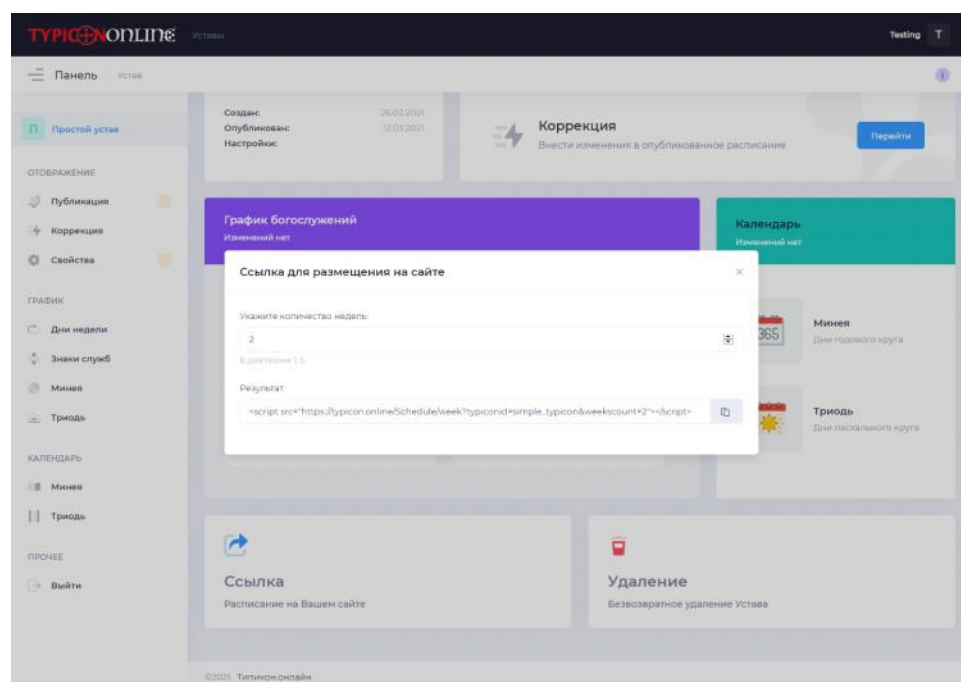 TYPICONONLINE
Уставы
Testing
T
Панель
Устав
П
Простой устав
Создан:
26.02.2021
Опубликован:
12.03.2021
Настройки:
Коррекция
Внести изменения в опубликованное расписание
Перейти
ОТОБРАЖЕНИЕ
Публикация
Коррекция
Свойства
ГРАФИК
Дни недели
Знаки служб
Минея
Триодь
КАЛЕНДАРЬ
Минея
Триодь
ПРОЧЕЕ
Выйти
График богослужений
Изменений нет
Календарь
Изменений нет
Ссылка для размещения на сайте
Укажите количество недель:
2
В диапазоне 1.5
Результат:
<script src="https://typicon.online/Schedule/week?typiconid=simple_typicon&weekscount=2"></script>
365
Минея
Дни годового круга
Триодь
Дни пасхального круга
Ссылка
Расписание на Вашем сайте
Удаление
Безвозвратное удаление Устава
©2021 Типикон.онлайн